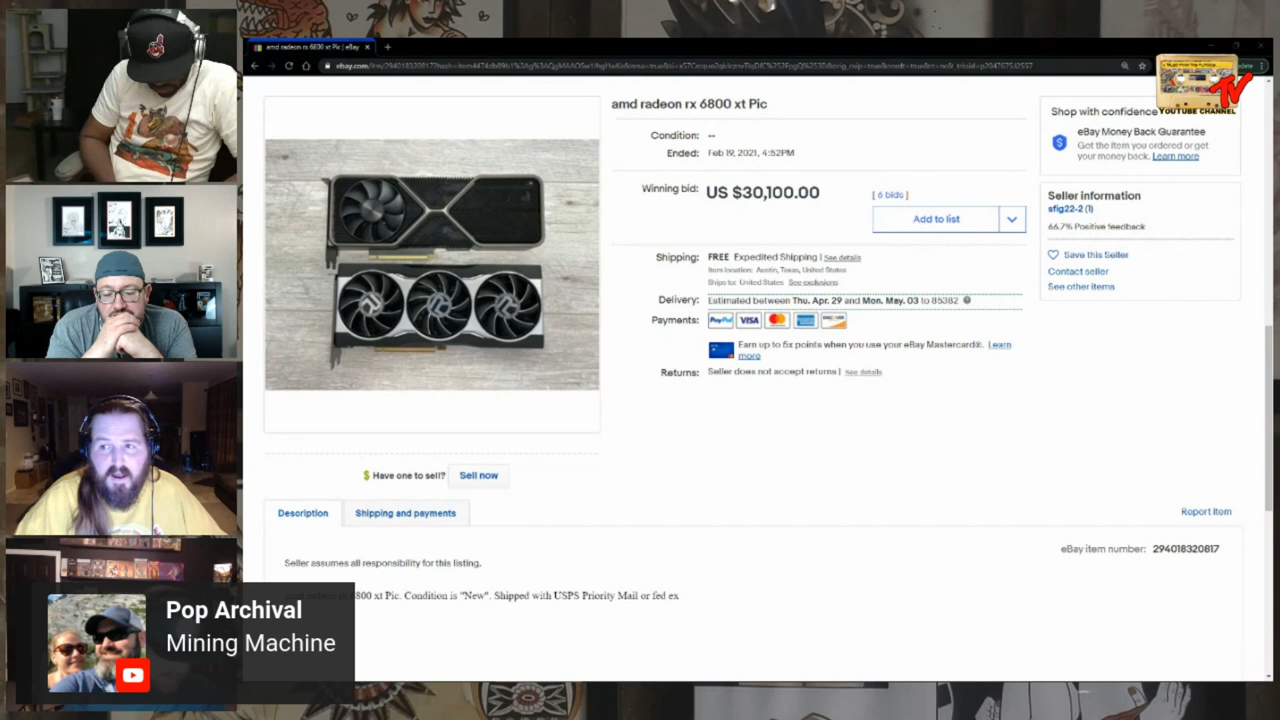 amd radeon rx 6800 xt Pic | eBay
TV
YOUTUBE CHANNEL
amd radeon rx 6800 xt Pic
Condition: --
Ended: Feb 19, 2021, 4:52PM
Winning bid: US $30,100.00 [ 6 bids ]
Add to list
Shipping: FREE Expedited Shipping | See details
Item location: Austin, Texas, United States
Ships to: United States See exclusions
Delivery: Estimated between Thu. Apr. 29 and Mon. May. 03 to 85382
Payments: PayPal VISA
Earn up to 5x points when you use your eBay Mastercard®. Learn
more
Returns: Seller does not accept returns | See details
Shop with confidence
eBay Money Back Guarantee
Get the item you ordered or get
your money back. Learn more
Seller information
sfig22-2 (1)
66.7% Positive feedback
Save this Seller
Contact seller
See other items
$ Have one to sell? Sell now
Description
Shipping and payments
Report item
Seller assumes all responsibility for this listing.
eBay item number: 294018320817
800 xt Pic. Condition is "New". Shipped with USPS Priority Mail or fed ex
Pop Archival
Mining Machine